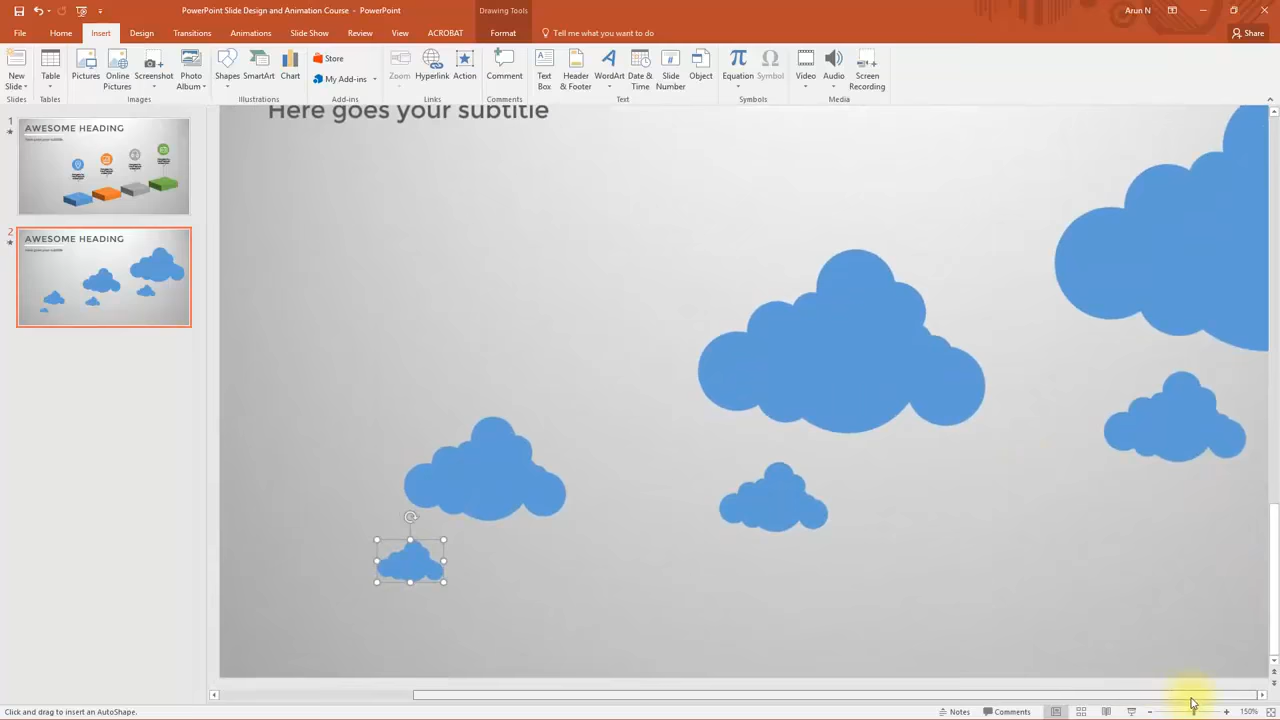 PowerPoint Slide Design and Animation Course - PowerPoint
Drawing Tools
Arun N
File Home Insert Design Transitions Animations Slide Show Review View ACROBAT Format Tell me what you want to do Share
New Slide
Table
Pictures
Online Pictures
Screenshot
Photo Album
Shapes
SmartArt
Chart
Store
My Add-ins
Zoom
Hyperlink
Action
Comment
Text Box
Header & Footer
WordArt
Date & Time
Slide Number
Object
Equation
Symbol
Video
Audio
Screen Recording
Slides Tables Images Illustrations Add-ins Links Comments Text Symbols Media
1
AWESOME HEADING
2
AWESOME HEADING
Here goes your subtitle
Click and drag to insert an AutoShape.
Notes Comments 150%